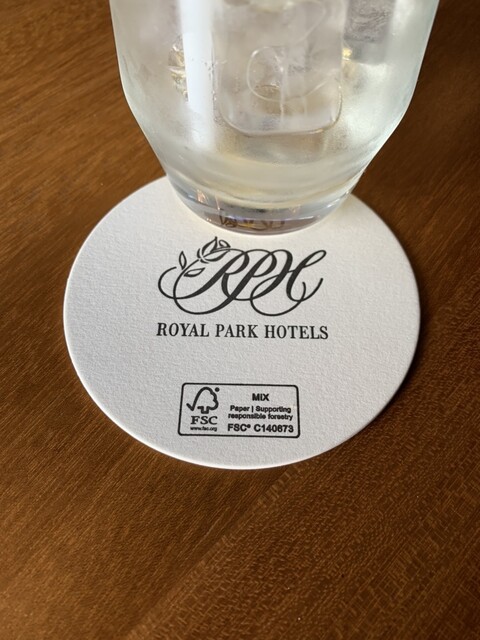 RPH
ROYAL PARK HOTELS
FSC
www.fsc.org
MIX
Paper | Supporting
responsible forestry
FSC® C140673